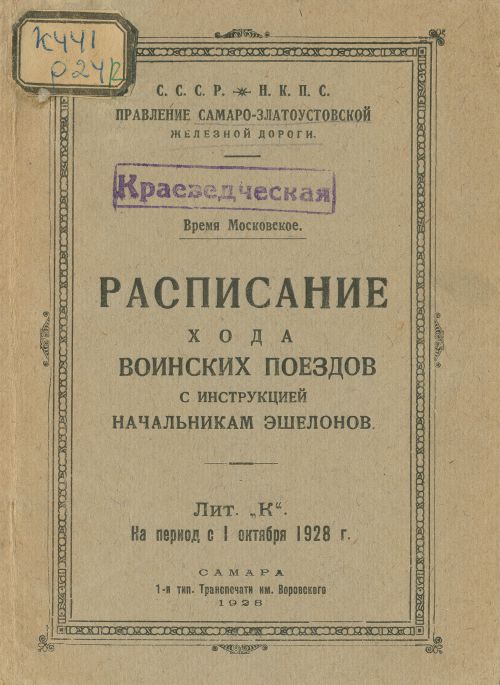 К441
Р242
С. С. С. Р. Н. К. П. С.
ПРАВЛЕНИЕ САМАРО-ЗЛАТОУСТОВСКОЙ
ЖЕЛЕЗНОЙ ДОРОГИ.
Краеведческая
Время Московское.
РАСПИСАНИЕ
ХОДА
ВОИНСКИХ ПОЕЗДОВ
С ИНСТРУКЦИЕЙ
НАЧАЛЬНИКАМ ЭШЕЛОНОВ.
Лит. „К“.
На период с 1 октября 1928 г.
САМАРА
1-я тип. Транспечати им. Воровского
1928